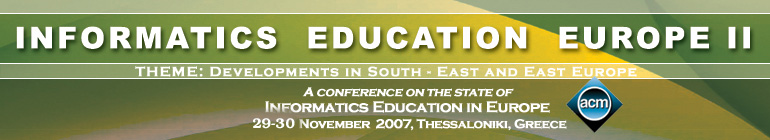 INFORMATICS EDUCATION EUROPE II
THEME: DEVELOPMENTS IN SOUTH - EAST AND EAST EUROPE
A CONFERENCE ON THE STATE OF
INFORMATICS EDUCATION IN EUROPE
29-30 NOVEMBER 2007, THESSALONIKI, GREECE
acm